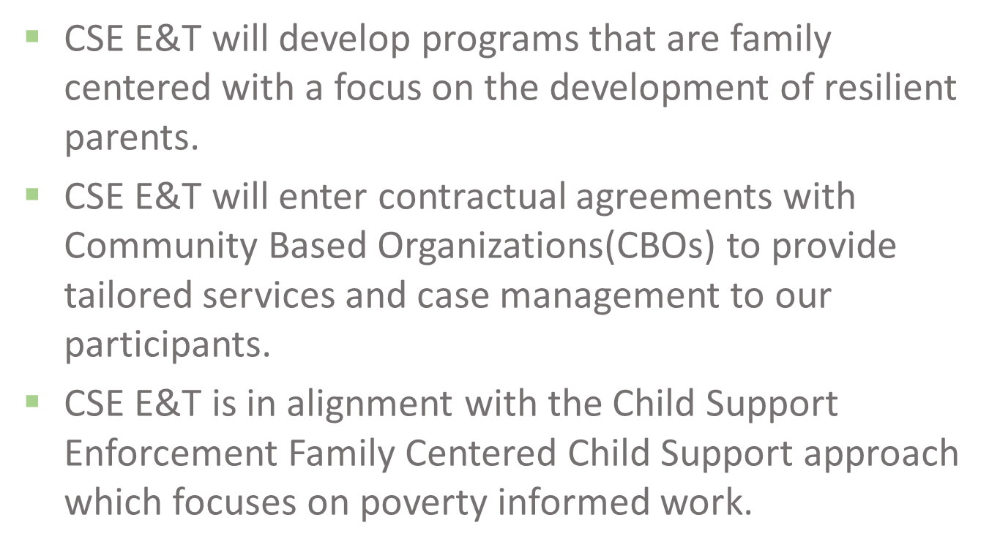 ▪ CSE E&T will develop programs that are family
centered with a focus on the development of resilient
parents.
▪ CSE E&T will enter contractual agreements with
Community Based Organizations(CBOs) to provide
tailored services and case management to our
participants.
▪ CSE E&T is in alignment with the Child Support
Enforcement Family Centered Child Support approach
which focuses on poverty informed work.